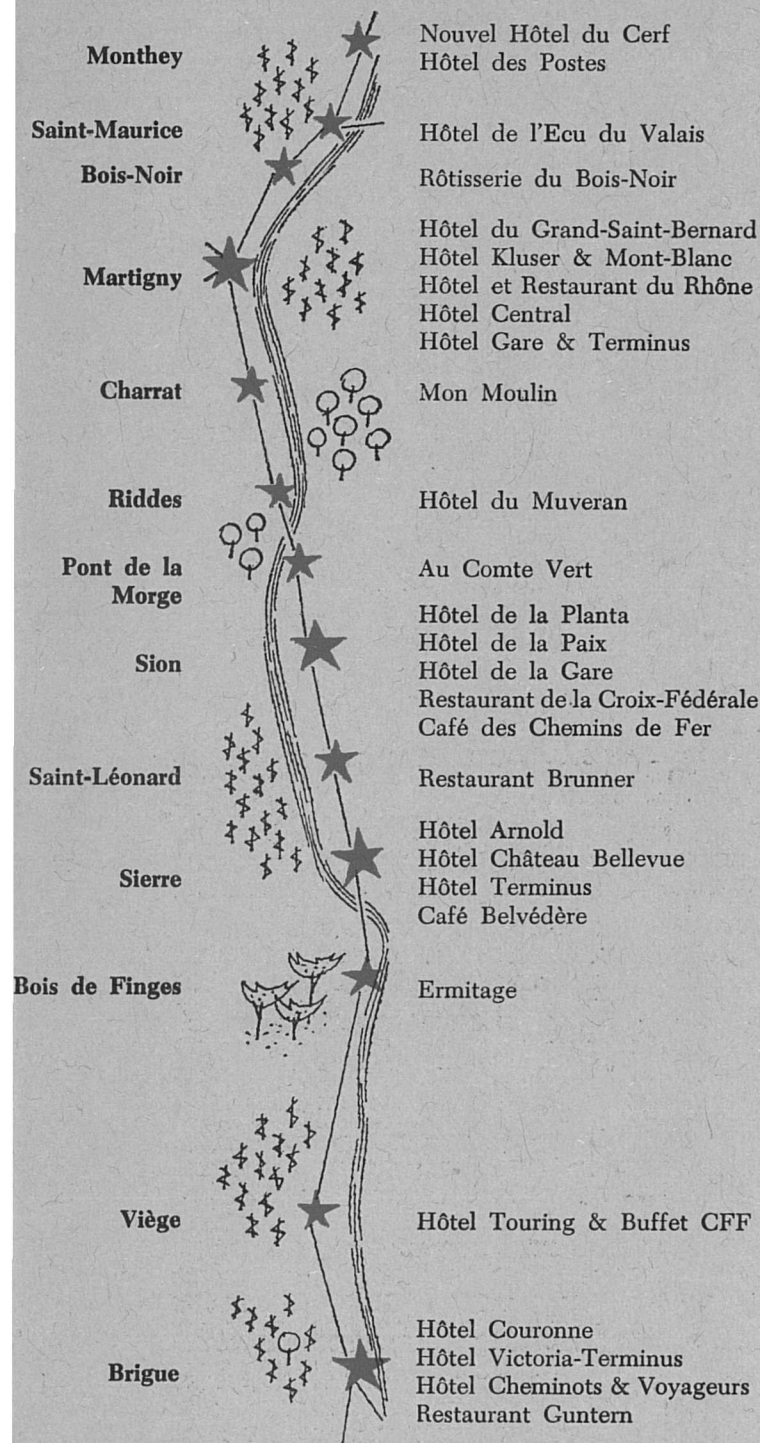 Monthey
Nouvel Hôtel du Cerf
Hôtel des Postes
Saint-Maurice
Hôtel de l'Ecu du Valais
Bois-Noir
Rôtisserie du Bois-Noir
Martigny
Hôtel du Grand-Saint-Bernard
Hôtel Kluser & Mont-Blanc
Hôtel et Restaurant du Rhône
Hôtel Central
Hôtel Gare & Terminus
Charrat
Mon Moulin
Riddes
Hôtel du Muveran
Pont de la
Morge
Au Comte Vert
Sion
Hôtel de la Planta
Hôtel de la Paix
Hôtel de la Gare
Restaurant de la Croix-Fédérale
Café des Chemins de Fer
Saint-Léonard
Restaurant Brunner
Sierre
Hôtel Arnold
Hôtel Château Bellevue
Hôtel Terminus
Café Belvédère
Bois de Finges
Ermitage
Viège
Hôtel Touring & Buffet CFF
Brigue
Hôtel Couronne
Hôtel Victoria-Terminus
Hôtel Cheminots & Voyageurs
Restaurant Guntern